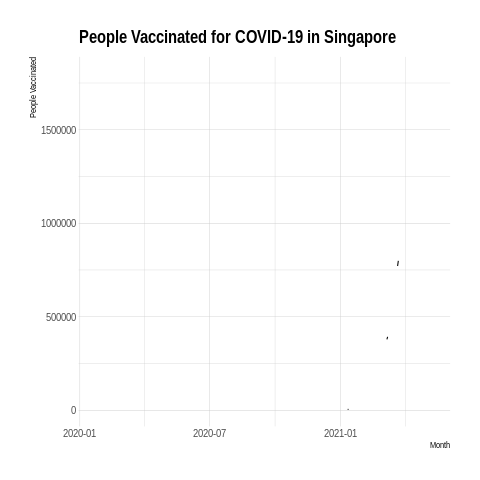 People Vaccinated for COVID-19 in Singapore
People Vaccinated
1500000
1000000
500000
0
2020-01
2020-07
2021-01
Month